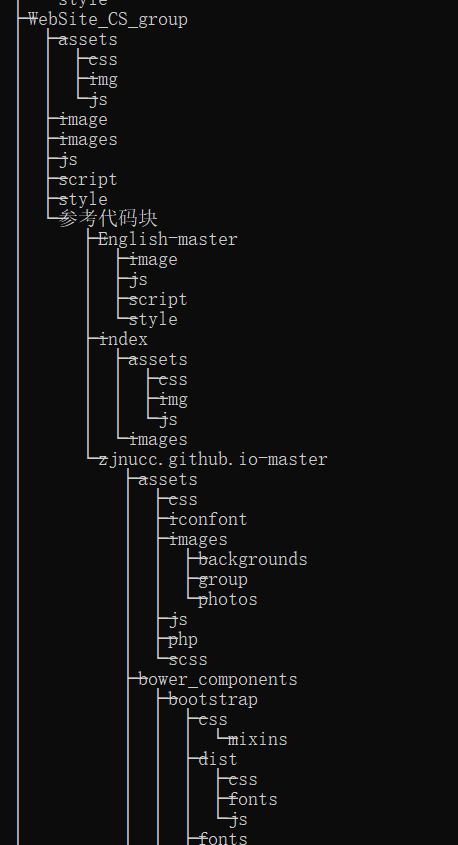 style
WebSite_CS_group
assets
css
img
js
image
images
js
script
style
参考代码块
English-master
image
js
script
style
index
assets
css
img
js
images
zjnucc.github.io-master
assets
css
iconfont
images
backgrounds
group
photos
js
php
scss
bower_components
bootstrap
css
mixins
dist
css
fonts
js
fonts